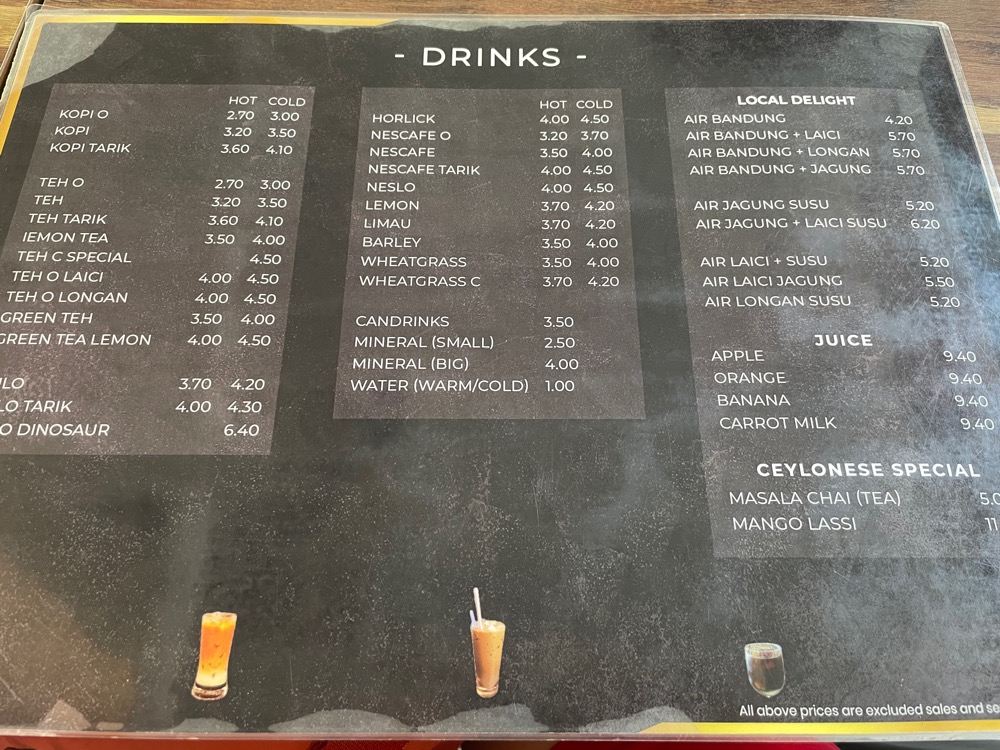 - DRINKS -
HOT COLD
KOPI O 2.70 3.00
KOPI 3.20 3.50
KOPI TARIK 3.60 4.10
TEH O 2.70 3.00
TEH 3.20 3.50
TEH TARIK 3.60 4.10
lEMON TEA 3.50 4.00
TEH C SPECIAL 4.50
TEH O LAICI 4.00 4.50
TEH O LONGAN 4.00 4.50
GREEN TEH 3.50 4.00
GREEN TEA LEMON 4.00 4.50
LO 3.70 4.20
LO TARIK 4.00 4.30
O DINOSAUR 6.40
HOT COLD
HORLICK 4.00 4.50
NESCAFE O 3.20 3.70
NESCAFE 3.50 4.00
NESCAFE TARIK 4.00 4.50
NESLO 4.00 4.50
LEMON 3.70 4.20
LIMAU 3.70 4.20
BARLEY 3.50 4.00
WHEATGRASS 3.50 4.00
WHEATGRASS C 3.70 4.20
CANDRINKS 3.50
MINERAL (SMALL) 2.50
MINERAL (BIG) 4.00
WATER (WARM/COLD) 1.00
LOCAL DELIGHT
AIR BANDUNG 4.20
AIR BANDUNG + LAICI 5.70
AIR BANDUNG + LONGAN 5.70
AIR BANDUNG + JAGUNG 5.70
AIR JAGUNG SUSU 5.20
AIR JAGUNG + LAICI SUSU 6.20
AIR LAICI + SUSU 5.20
AIR LAICI JAGUNG 5.50
AIR LONGAN SUSU 5.20
JUICE
APPLE 9.40
ORANGE 9.40
BANANA 9.40
CARROT MILK 9.40
CEYLONESE SPECIAL
MASALA CHAI (TEA) 5.0
MANGO LASSI 11
All above prices are excluded sales and se